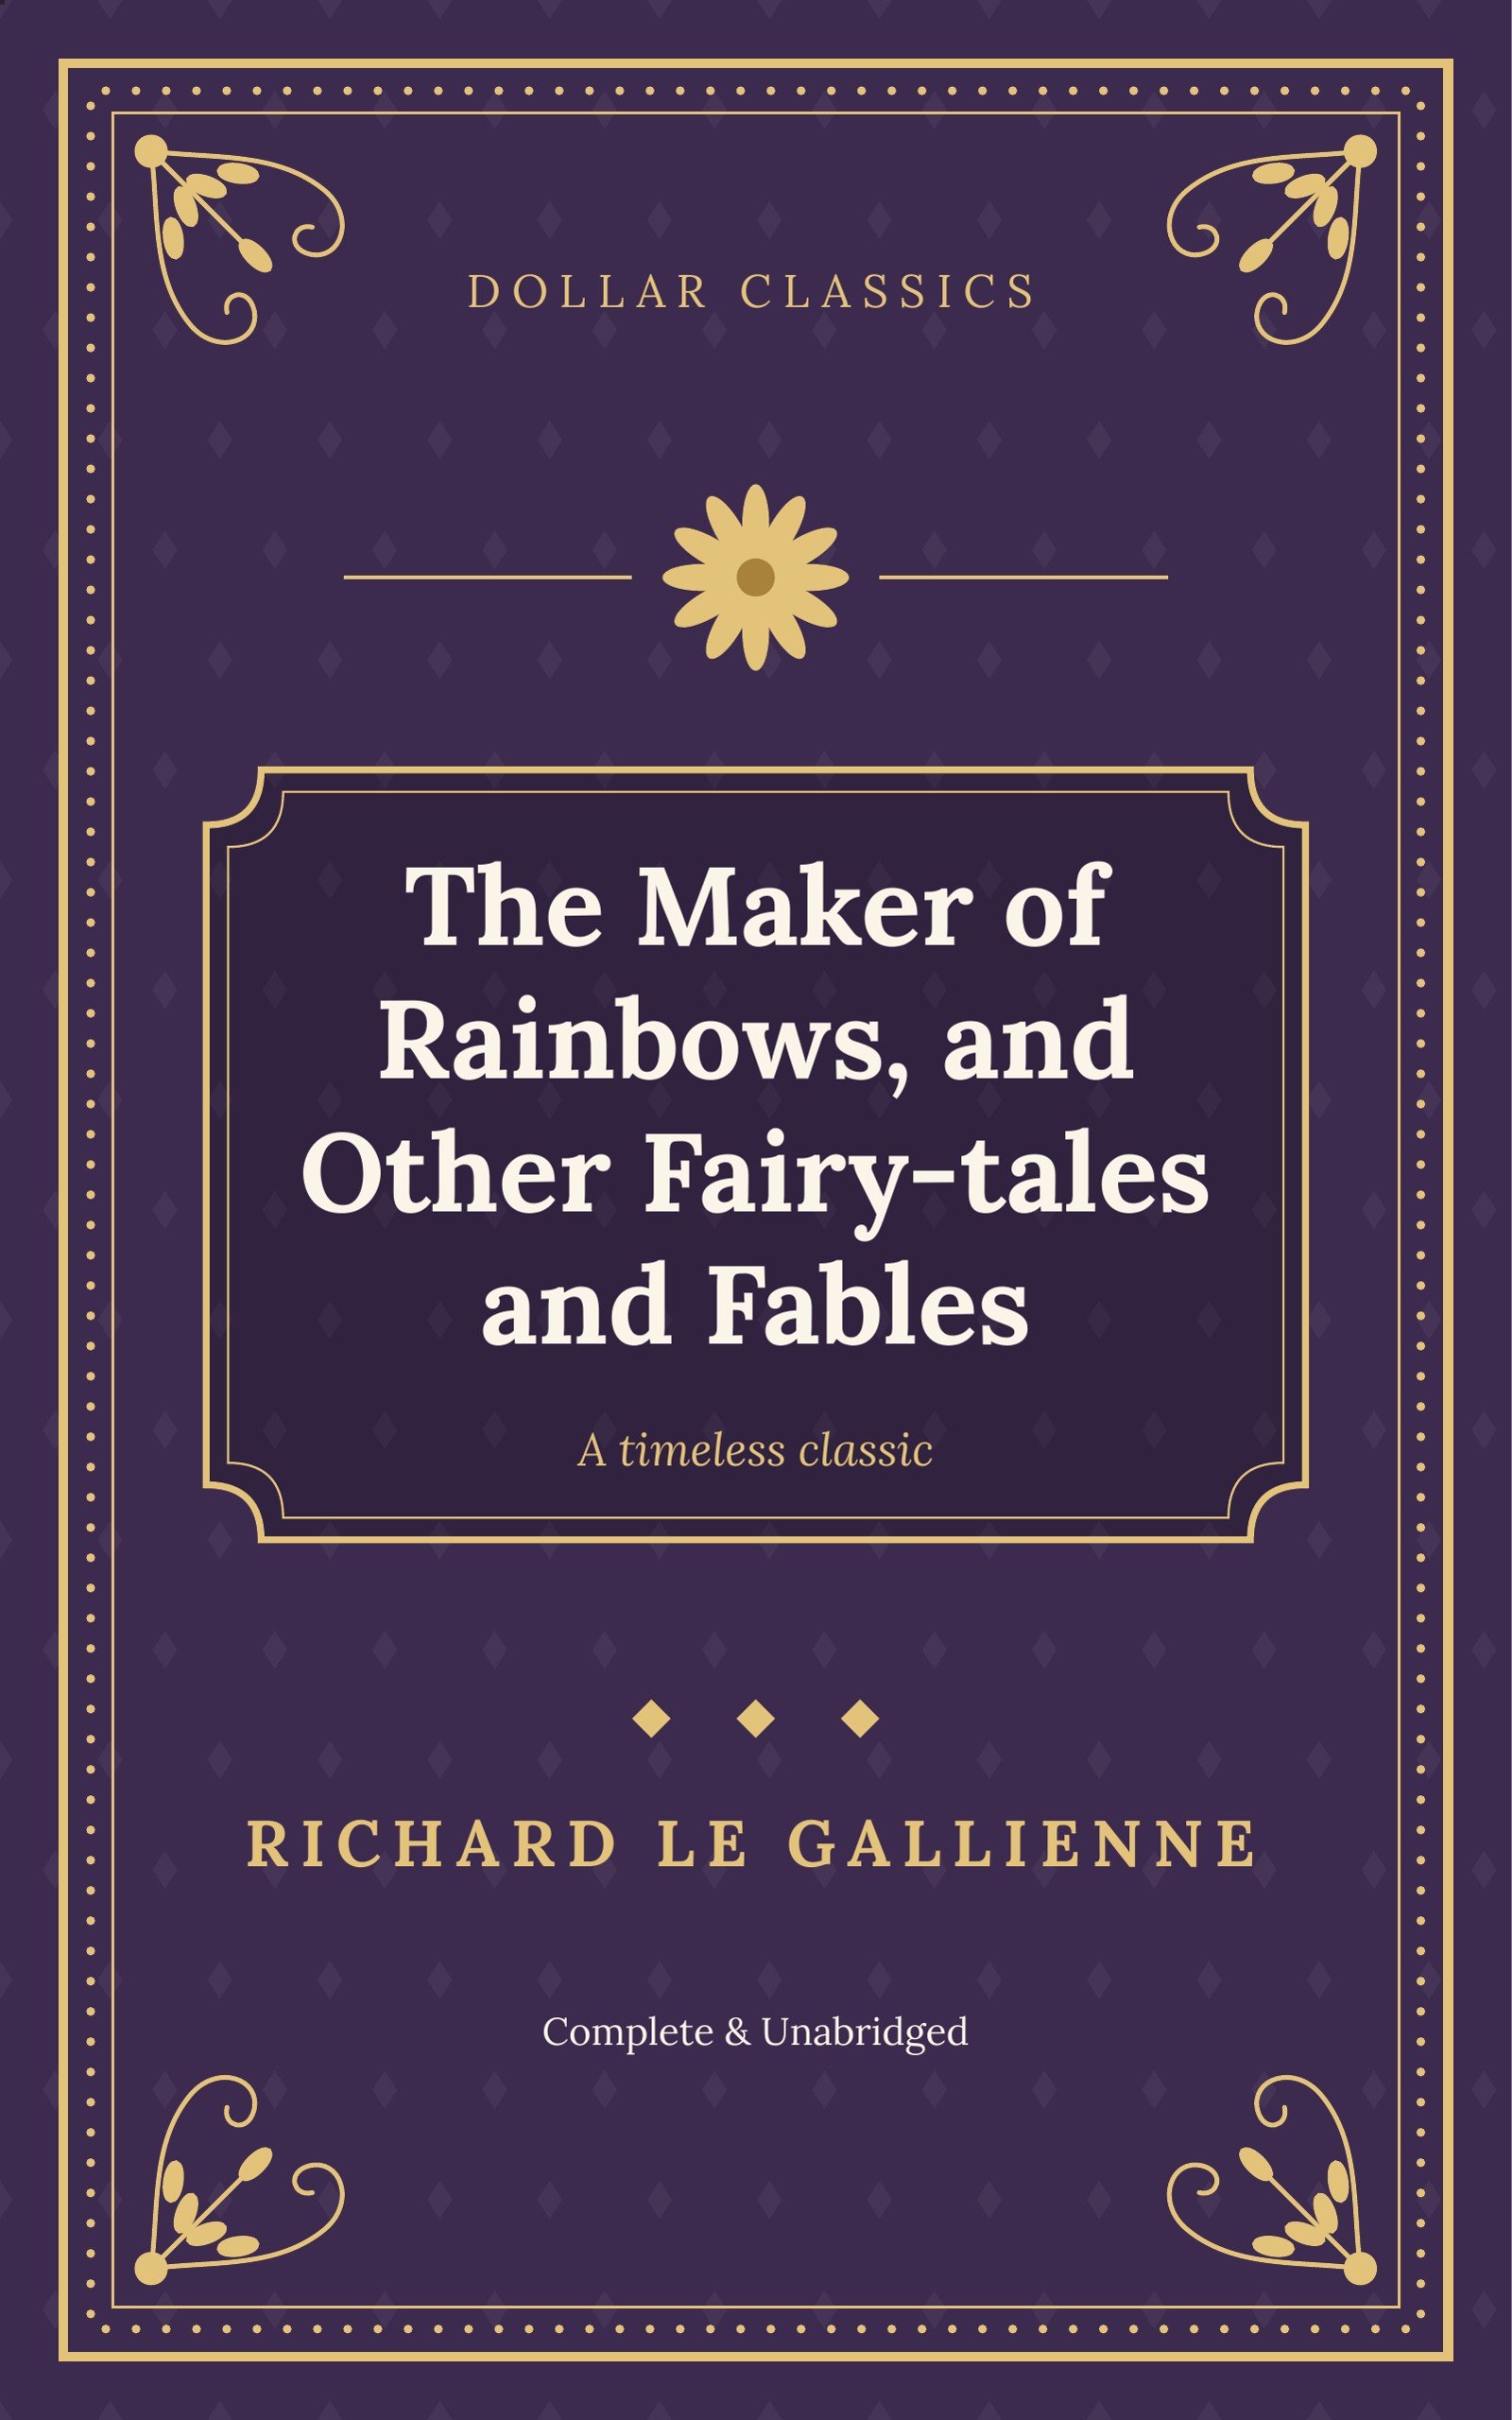 DOLLAR CLASSICS
The Maker of
Rainbows, and
Other Fairy-tales
and Fables
A timeless classic
RICHARD LE GALLIENNE
Complete & Unabridged